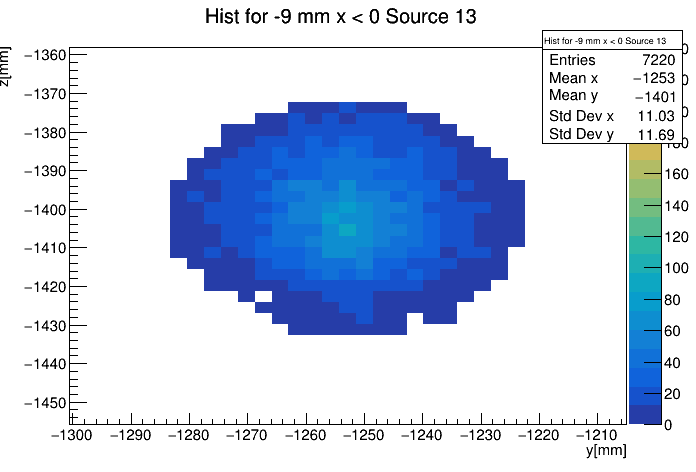 Hist for -9 mm x < 0 Source 13
Hist for -9 mm x < 0 Source 13
Entries 7220
Mean x −1253
Mean y −1401
Std Dev x 11.03
Std Dev y 11.69
z[mm]
−1360
−1370
−1380
−1390
−1400
−1410
−1420
−1430
−1440
−1450
160
140
120
100
80
60
40
20
0
−1300 −1290 −1280 −1270 −1260 −1250 −1240 −1230 −1220 −1210
y[mm]